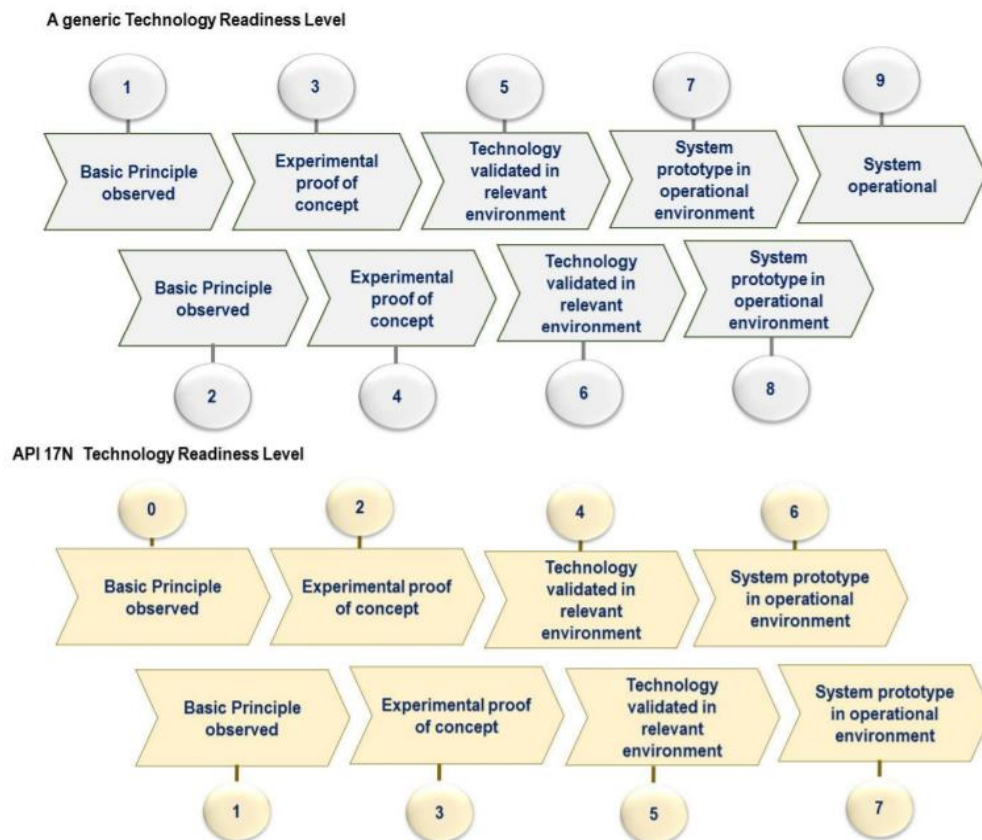 A generic Technology Readiness Level
1
3
5
7
9
Basic Principle
observed
Experimental
proof of
concept
Technology
validated in
relevant
environment
System
prototype in
operational
environment
System
operational
Basic Principle
observed
Experimental
proof of
concept
Technology
validated in
relevant
environment
System
prototype in
operational
environment
2
4
6
8
API 17N Technology Readiness Level
0
2
4
6
Basic Principle
observed
Experimental proof
of concept
Technology
validated in
relevant
environment
System prototype
in operational
environment
Basic Principle
observed
Experimental proof
of concept
Technology
validated in
relevant
environment
System prototype
in operational
environment
1
3
5
7